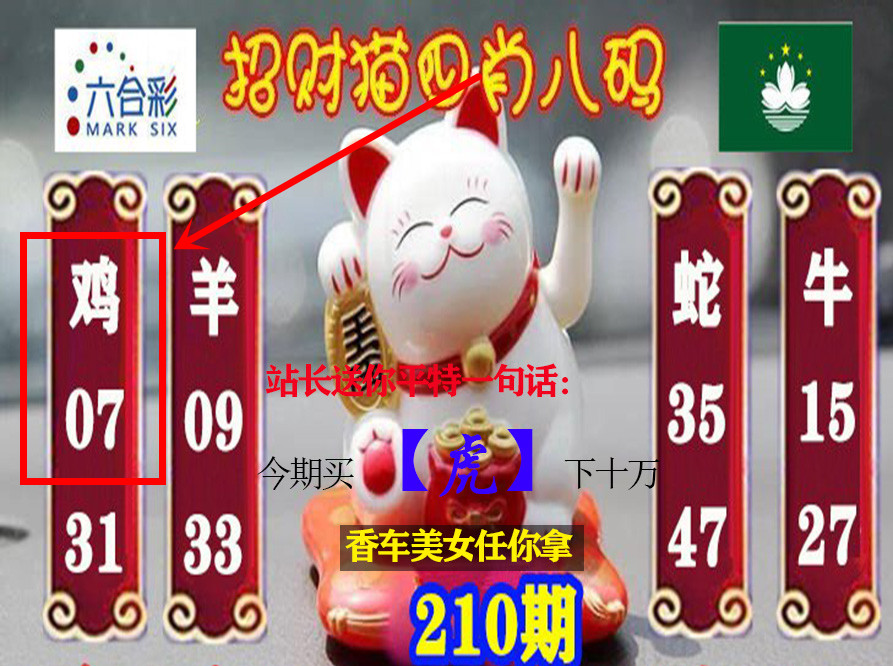 招财猫四肖八码
六合彩
MARK SIX
鸡
07
31
羊
09
33
蛇
35
47
牛
15
27
站长送你平特一句话：
今期买【虎】下十万
香车美女任你拿
210期